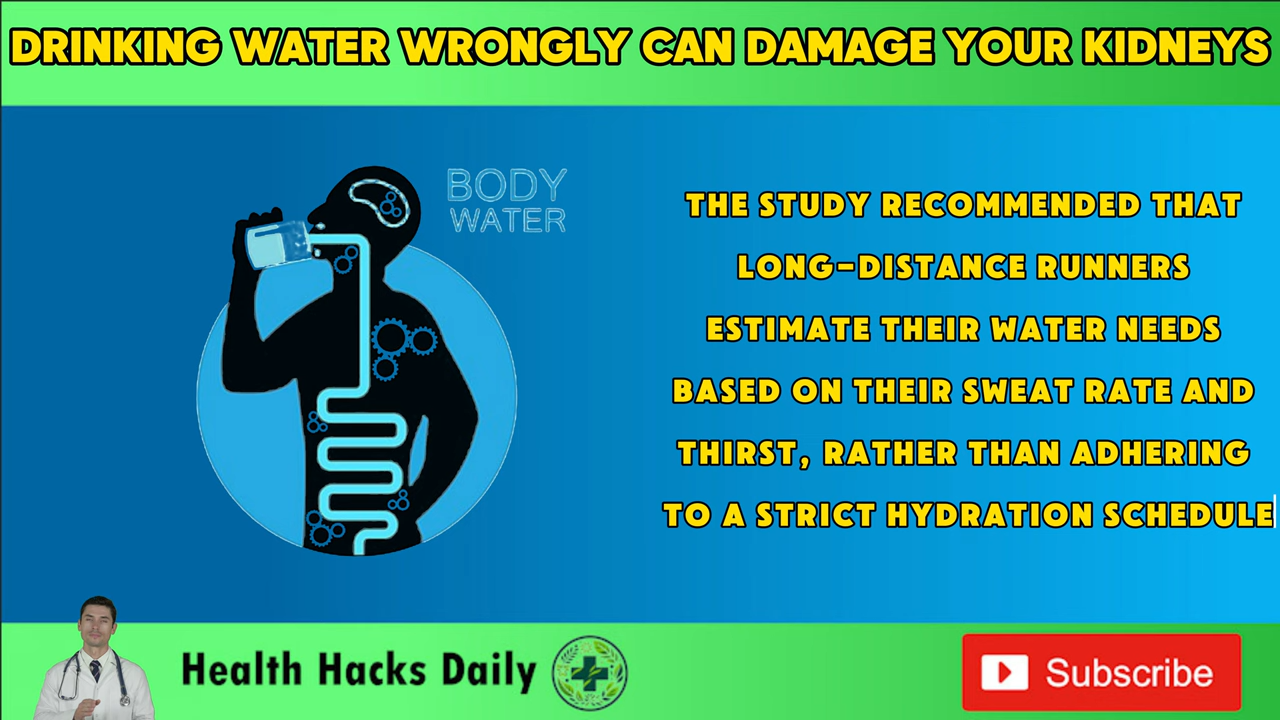 DRINKING WATER WRONGLY CAN DAMAGE YOUR KIDNEYS
BODY
WATER
THE STUDY RECOMMENDED THAT
LONG-DISTANCE RUNNERS
ESTIMATE THEIR WATER NEEDS
BASED ON THEIR SWEAT RATE AND
THIRST, RATHER THAN ADHERING
TO A STRICT HYDRATION SCHEDULE
Health Hacks Daily
Subscribe